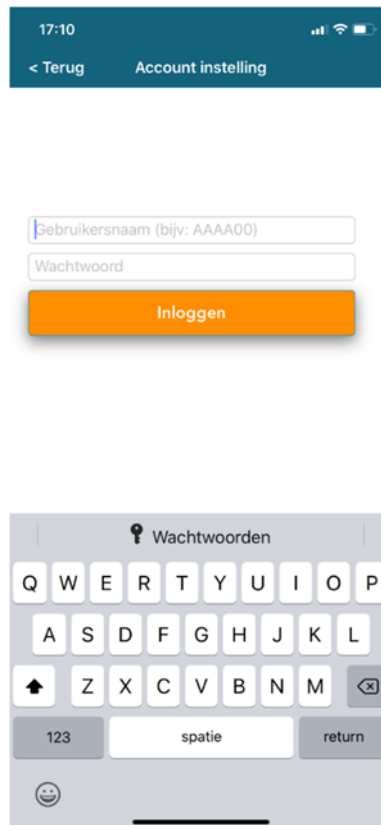 17:10
< Terug Account instelling
Gebruikersnaam (bijv: AAAA00)
Wachtwoord
Inloggen
Wachtwoorden
Q W E R T Y U I O P
A S D F G H J K L
Z X C V B N M
123 spatie return